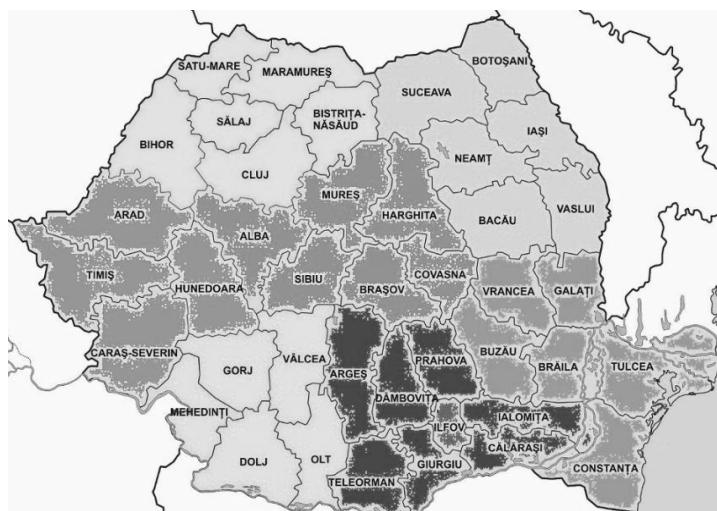 SATU-MARE
MARAMUREȘ
BOTOȘANI
SUCEAVA
BISTRIȚA-
NĂSĂUD
SĂLAJ
IAȘI
BIHOR
NEAMȚ
CLUJ
MUREȘ
VASLUI
ARAD
HARGHITA
BACĂU
ALBA
TIMIȘ
HUNEDOARA
SIBIU
COVASNA
BRAȘOV
VRANCEA
GALAȚI
CARAȘ-SEVERIN
VÂLCEA
PRAHOVA
BUZĂU
BRĂILA
TULCEA
GORJ
ARGEȘ
DÂMBOVIȚA
MEHEDINȚI
IALOMIȚA
ILFOV
CĂLĂRAȘI
DOLJ
OLT
GIURGIU
CONSTANȚA
TELEORMAN